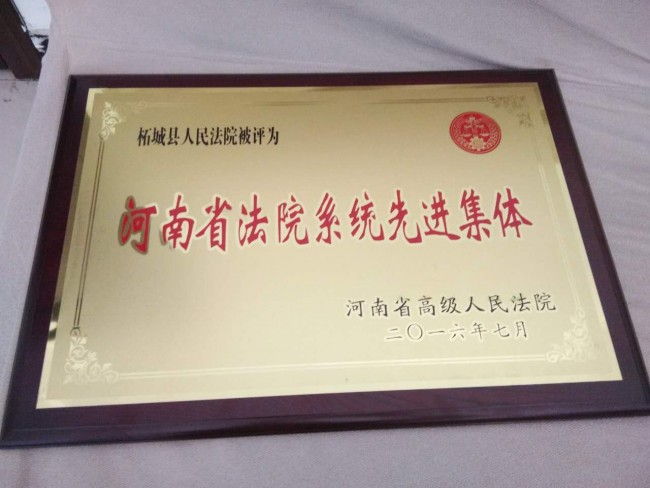 柘城县人民法院被评为
河南省法院系统先进集体
河南省高级人民法院
二〇一六年七月